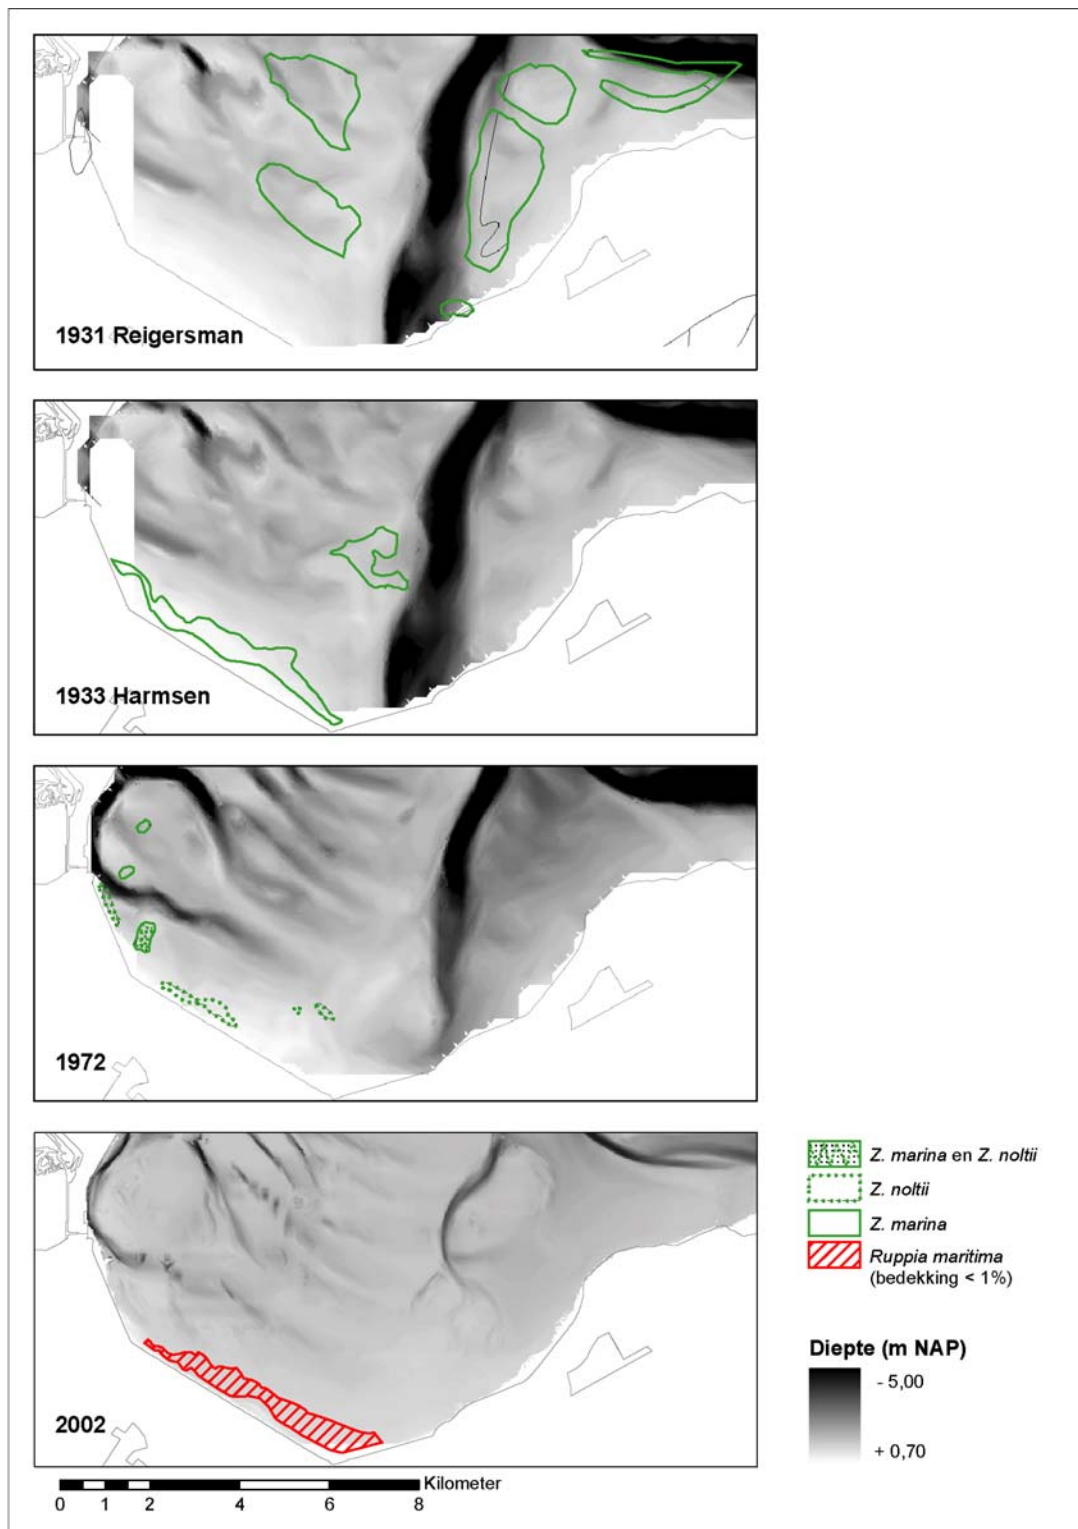 1931 Reigersman
1933 Harmsen
1972
2002
Z. marina en Z. noltii
Z. noltii
Z. marina
Ruppia maritima
(bedekking < 1%)
Diepte (m NAP)
- 5,00
+ 0,70
Kilometer
0 1 2 4 6 8